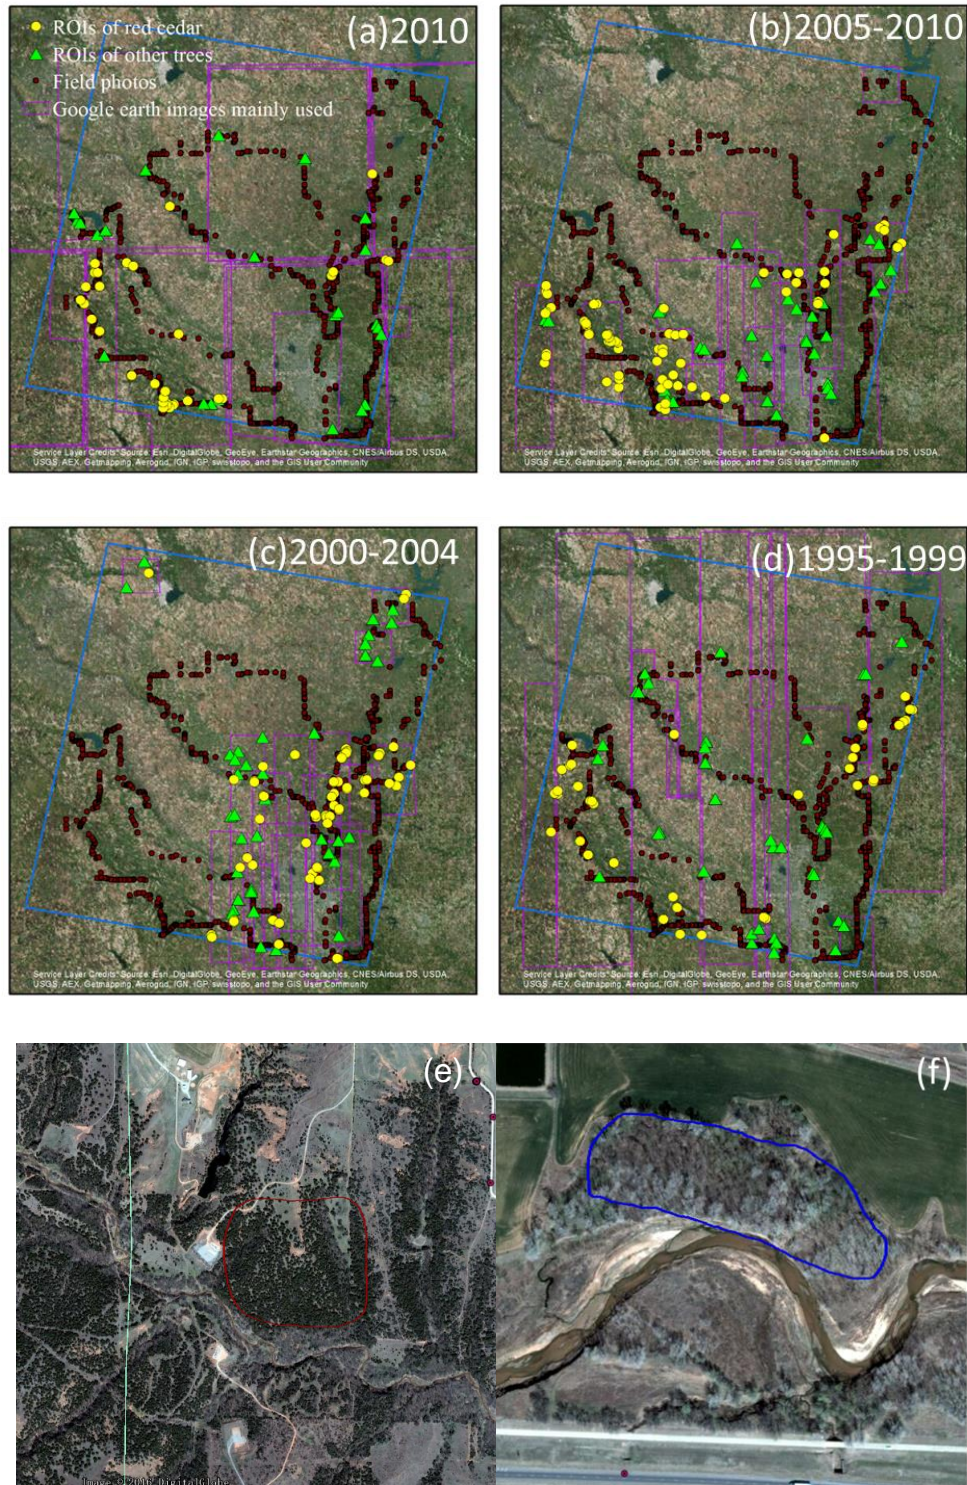 (a)2010
ROIs of red cedar
ROIs of other trees
Field photos
Google earth images mainly used
Service Layer Credits: Source: Esri, DigitalGlobe, GeoEye, Earthstar Geographics, CNES/Airbus DS, USDA,
USGS, AEX, Getmapping, Aerogrid, IGN, IGP, swisstopo, and the GIS User Community
(b)2005-2010
Service Layer Credits: Source: Esri, DigitalGlobe, GeoEye, Earthstar Geographics, CNES/Airbus DS, USDA,
USGS, AEX, Getmapping, Aerogrid, IGN, IGP, swisstopo, and the GIS User Community
(c)2000-2004
Service Layer Credits: Source: Esri, DigitalGlobe, GeoEye, Earthstar Geographics, CNES/Airbus DS, USDA,
USGS, AEX, Getmapping, Aerogrid, IGN, IGP, swisstopo, and the GIS User Community
(d)1995-1999
Service Layer Credits: Source: Esri, DigitalGlobe, GeoEye, Earthstar Geographics, CNES/Airbus DS, USDA,
USGS, AEX, Getmapping, Aerogrid, IGN, IGP, swisstopo, and the GIS User Community
(e)
Image © 2016 DigitalGlobe
(f)